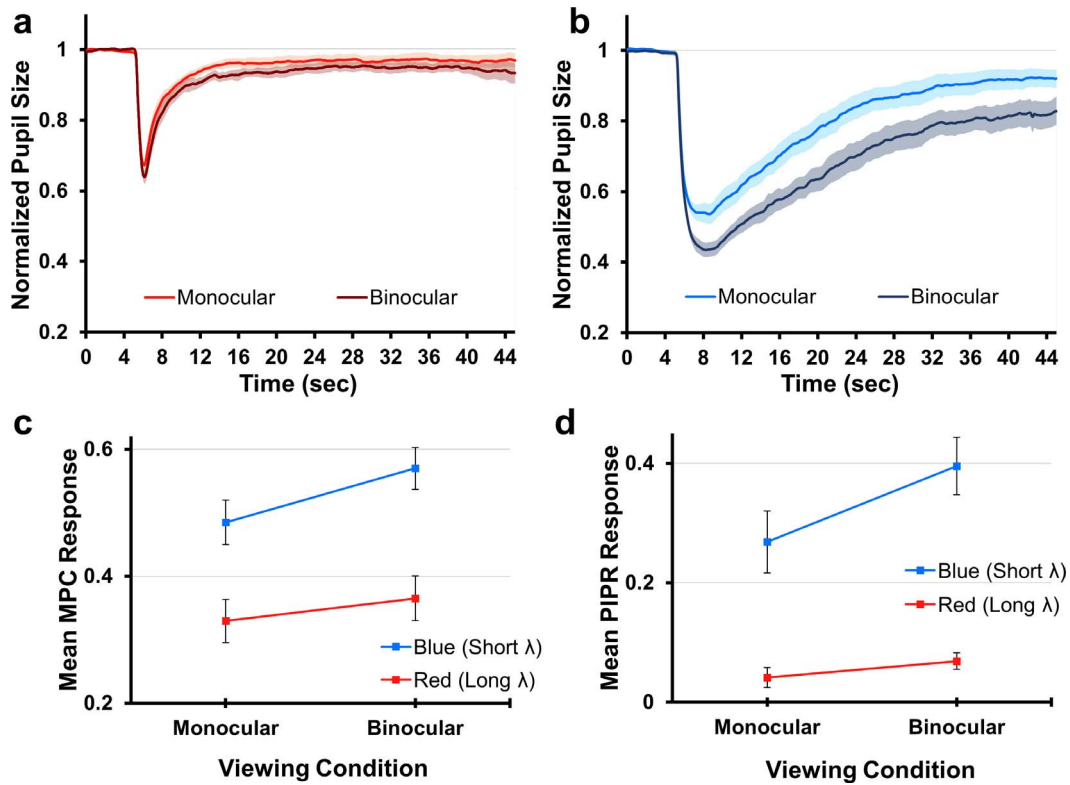 a
Normalized Pupil Size
1
0.8
0.6
0.4
0.2
Monocular Binocular
0 4 8 12 16 20 24 28 32 36 40 44
Time (sec)
b
Normalized Pupil Size
1
0.8
0.6
0.4
0.2
Monocular Binocular
0 4 8 12 16 20 24 28 32 36 40 44
Time (sec)
c
Mean MPC Response
0.6
0.4
0.2
Blue (Short λ)
Red (Long λ)
Monocular Binocular
Viewing Condition
d
Mean PIPR Response
0.4
0.2
0
Blue (Short λ)
Red (Long λ)
Monocular Binocular
Viewing Condition